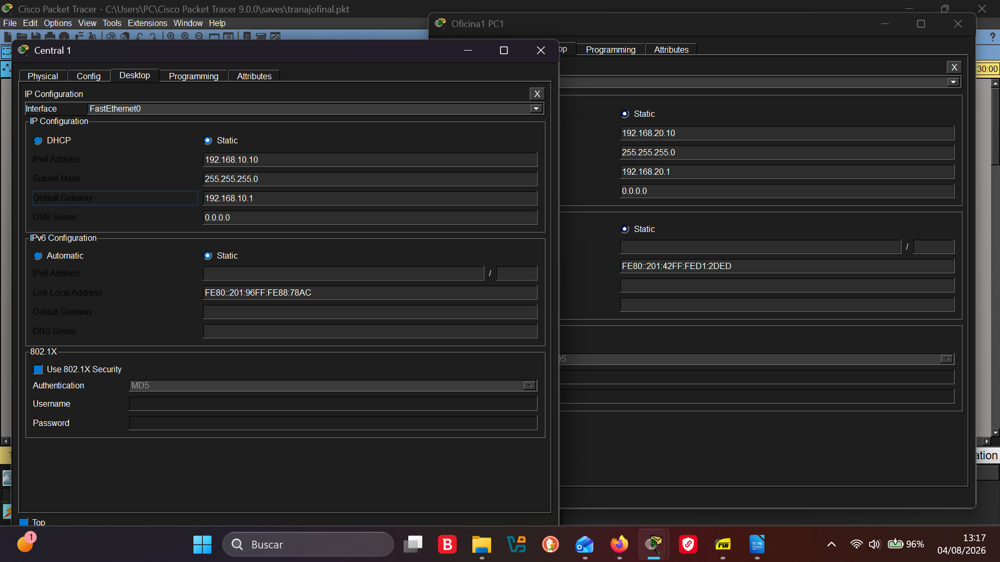 Cisco Packet Tracer - C:\Users\PC\Cisco Packet Tracer 9.0.0\saves\tranajofinal.pkt
File Edit Options View Tools Extensions Window Help
Oficina1 PC1
?
Central 1
op Programming Attributes
X
:30:00
Physical Config Desktop Programming Attributes
IP Configuration X
Interface FastEthernet0
IP Configuration
DHCP Static
IPv4 Address 192.168.10.10
Subnet Mask 255.255.255.0
Default Gateway 192.168.10.1
DNS Server 0.0.0.0
IPv6 Configuration
Automatic Static
IPv6 Address /
Link Local Address FE80::201:96FF:FE88:78AC
Default Gateway
DNS Server
802.1X
Use 802.1X Security
Authentication MD5
Username
Password
Top
Static
192.168.20.10
255.255.255.0
192.168.20.1
0.0.0.0
Static
/
FE80::201:42FF:FED1:2DED
D5
ation
1
Buscar
B
PDF
96%
13:17
04/08/2026